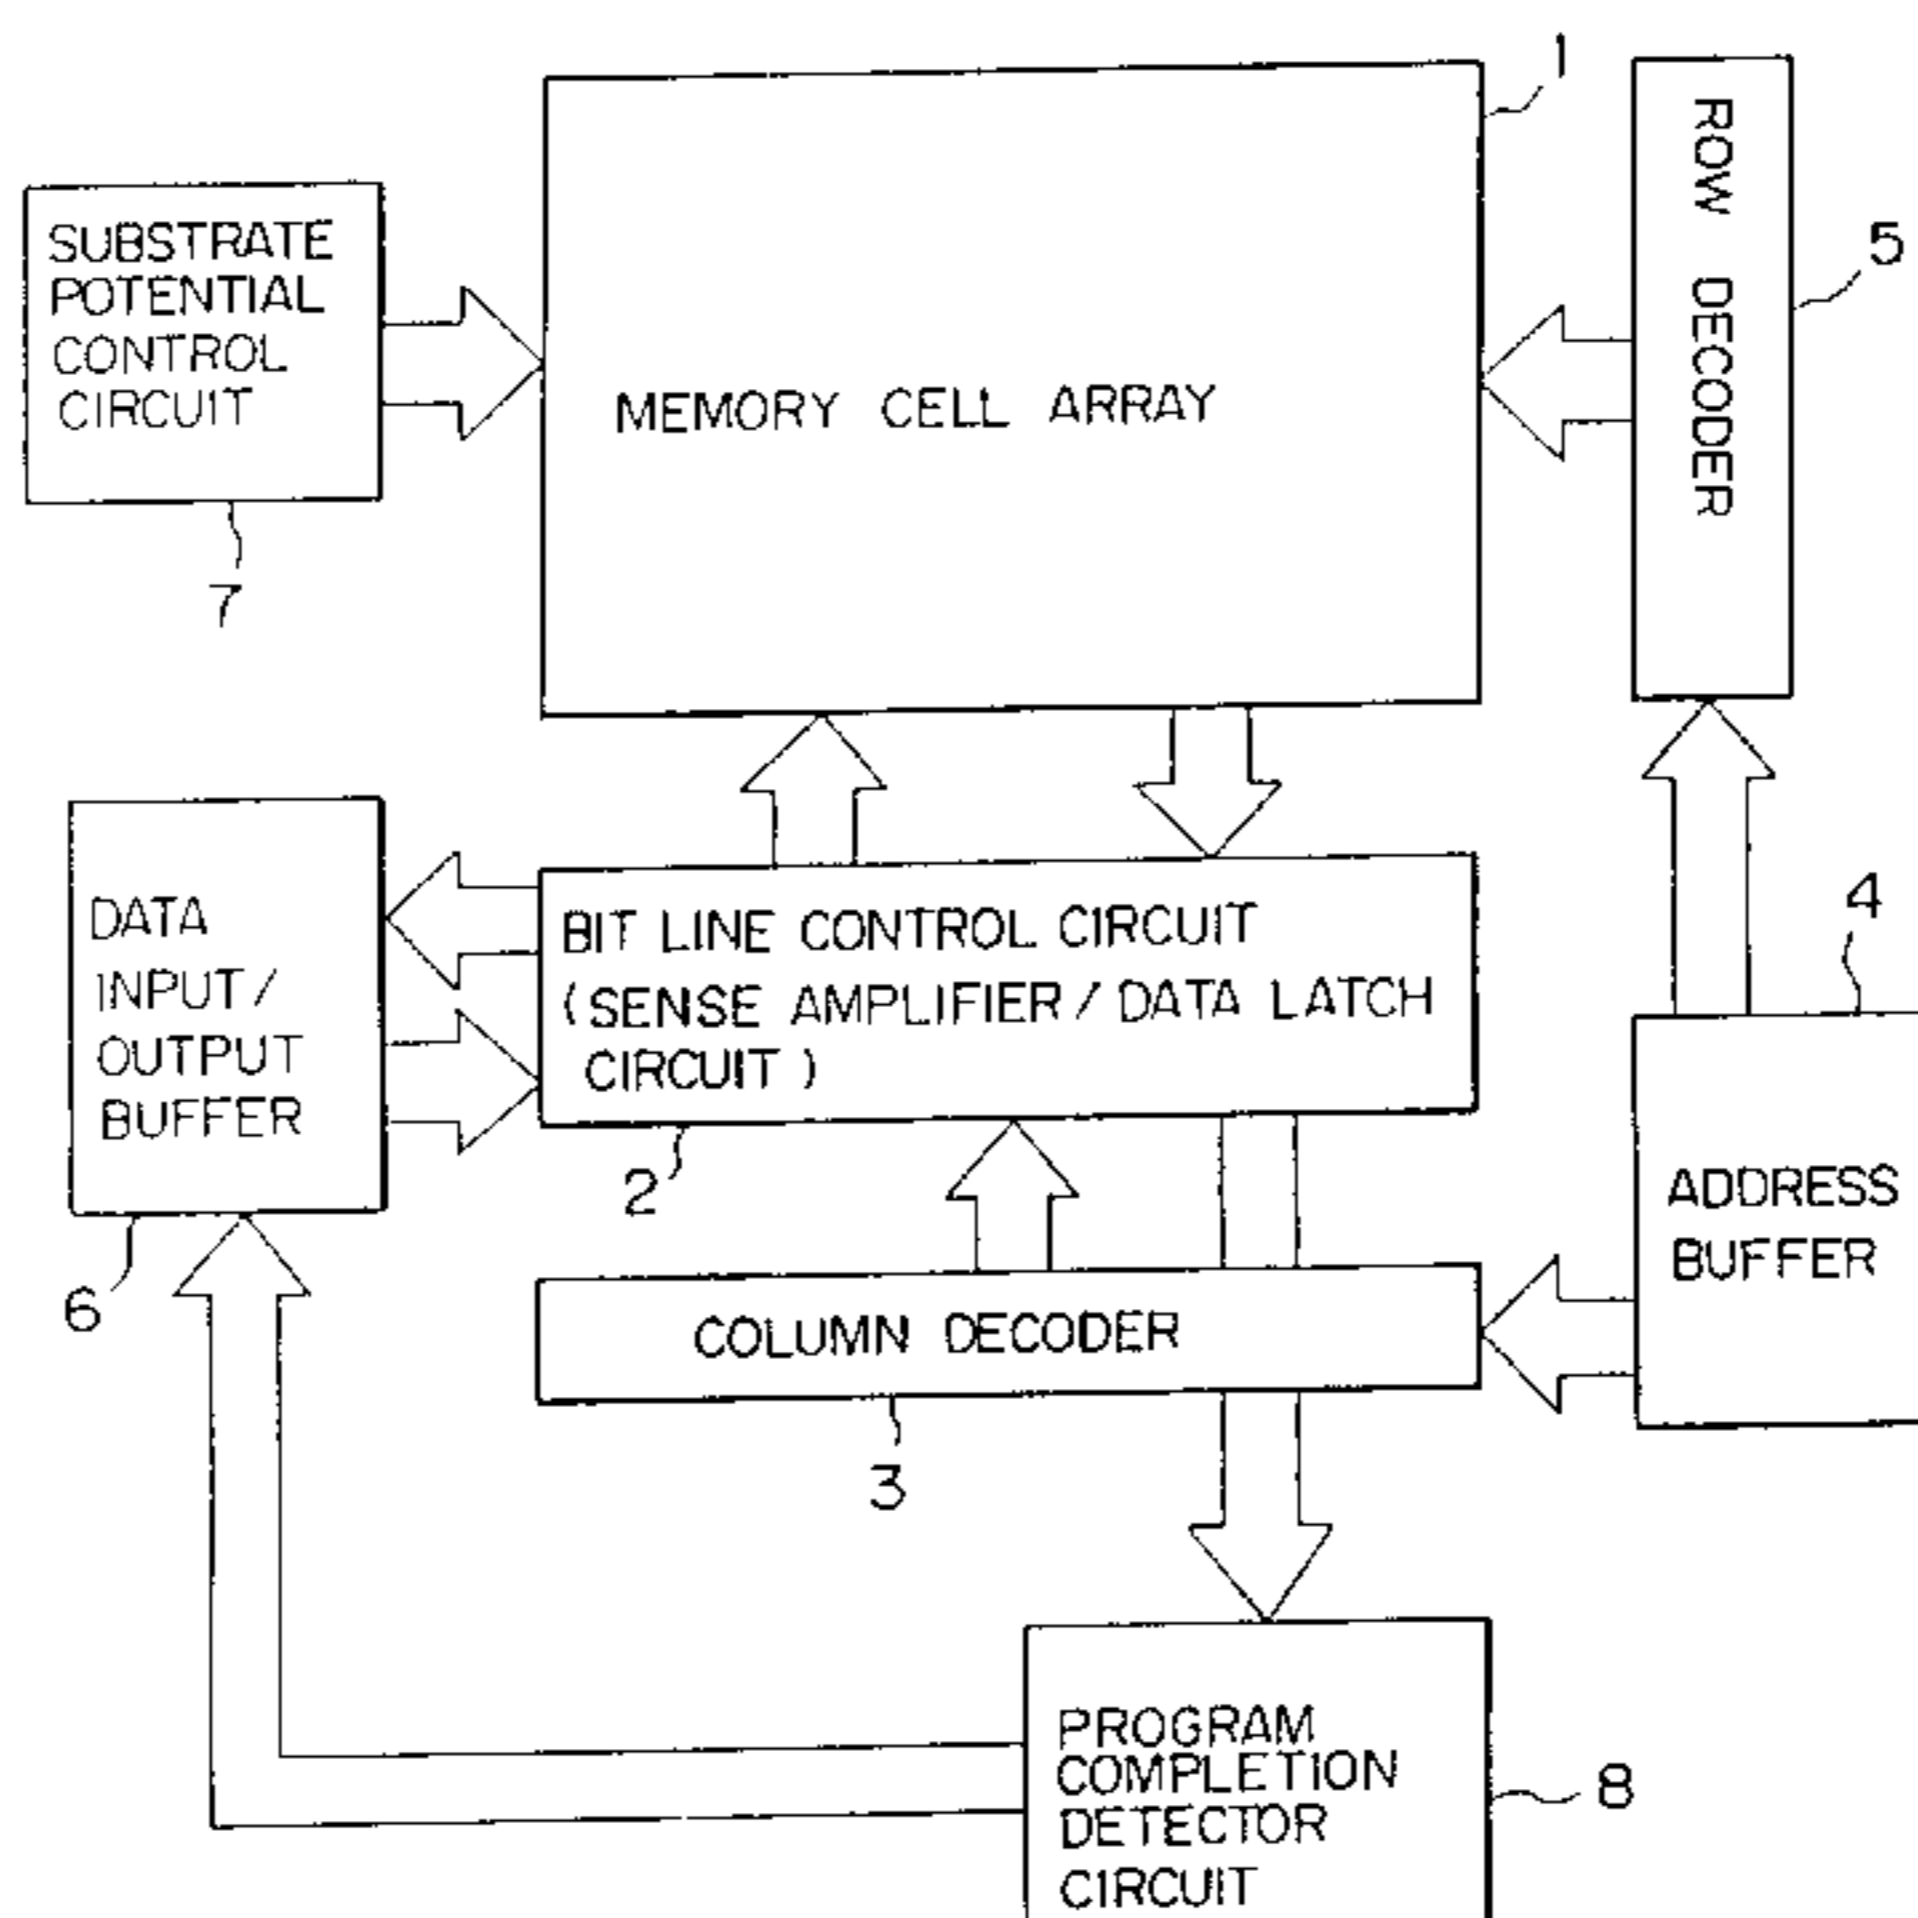 1
ROW DECODER
5
SUBSTRATE
POTENTIAL
CONTROL
CIRCUIT
7
MEMORY CELL ARRAY
DATA
INPUT/
OUTPUT
BUFFER
6
BIT LINE CONTROL CIRCUIT
(SENSE AMPLIFIER/DATA LATCH
CIRCUIT)
2
4
ADDRESS
BUFFER
COLUMN DECODER
3
PROGRAM
COMPLETION
DETECTOR
CIRCUIT
8